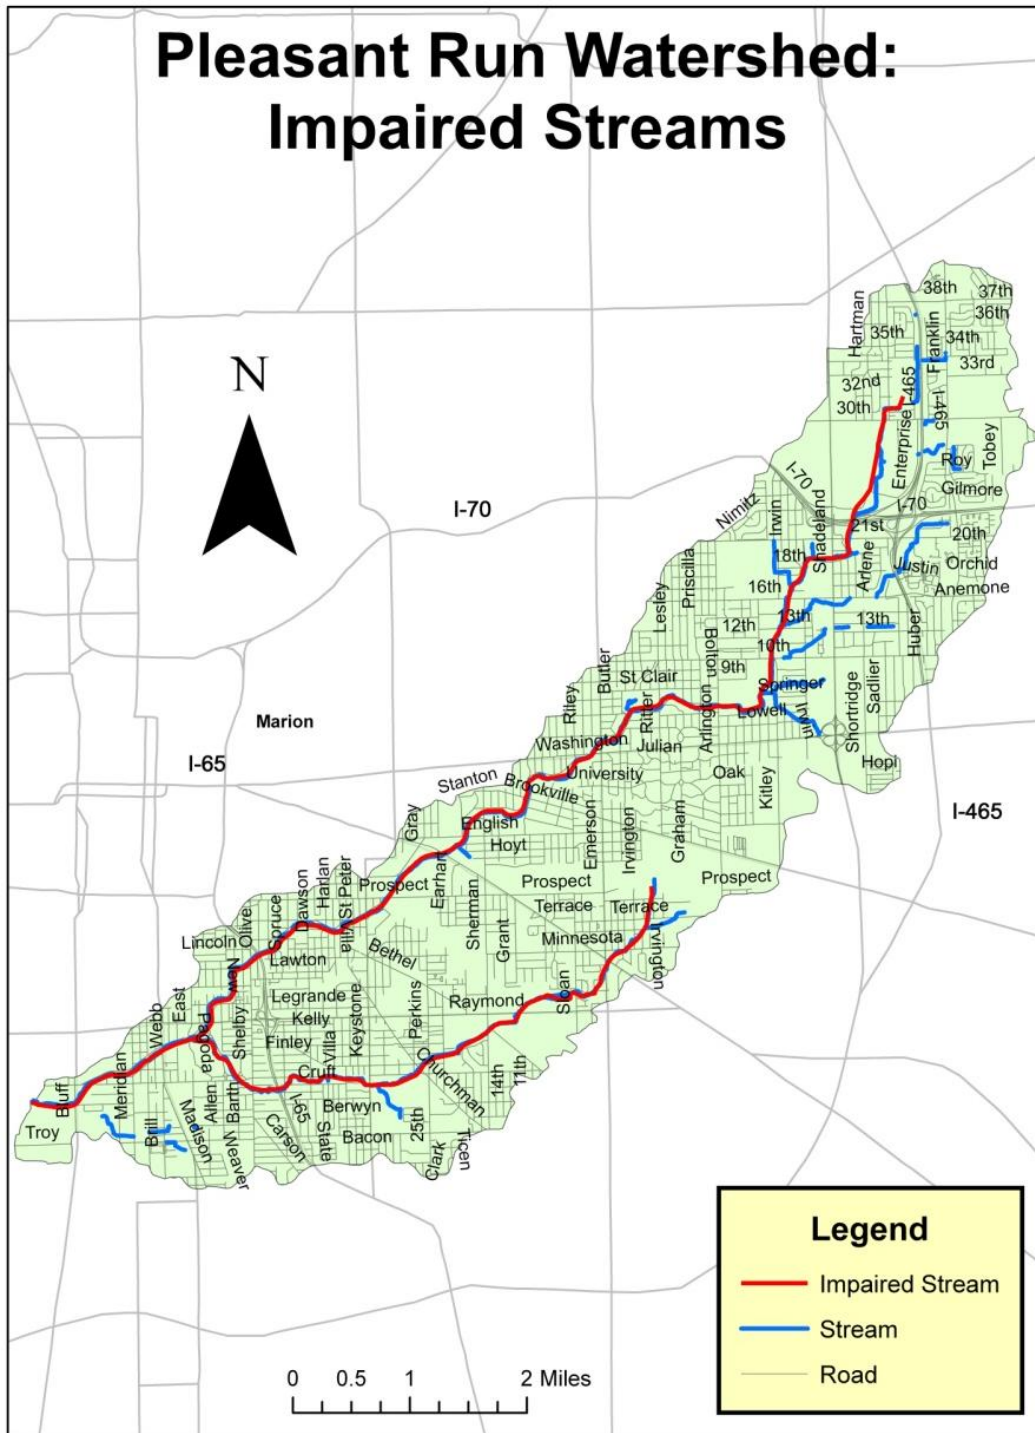 Pleasant Run Watershed:
Impaired Streams
N
38th
37th
36th
Hartman
35th
Franklin
34th
33rd
32nd
I-465
30th
I-465
Enterprise
Tobey
Roy
I-70
Gilmore
I-70
I-70
Nimitz
Irwin
Shadeland
21st
20th
18th
Arlene
Justin
Orchid
Priscilla
16th
Anemone
Lesley
12th
13th
13th
Huber
Bolton
10th
9th
Butler
St Clair
Springer
Sadlier
Riley
Ritter
Arlington
Lowell
Irwin
Shortridge
Marion
Washington
Julian
I-65
Stanton
Brookville
University
Oak
Kitley
Hopi
Gray
English
Emerson
Irvington
Graham
I-465
Hoyt
Harlan
St Peter
Earhart
Prospect
Prospect
Prospect
Dawson
Sherman
Grant
Terrace
Terrace
Spruce
Olive
Lincoln
Villa
Bethel
Minnesota
Irvington
Lawton
New
Legrande
Perkins
Raymond
Sloan
East
Webb
Kelly
Keystone
Pagoda
Shelby
Finley
Villa
Meridian
Cruft
Churchman
14th
11th
Bluff
Allen
Barth
I-65
Berwyn
Troy
Brill
Madison
Weaver
Carson
State
Bacon
25th
Clark
Ticen
Legend
Impaired Stream
Stream
Road
0 0.5 1 2 Miles